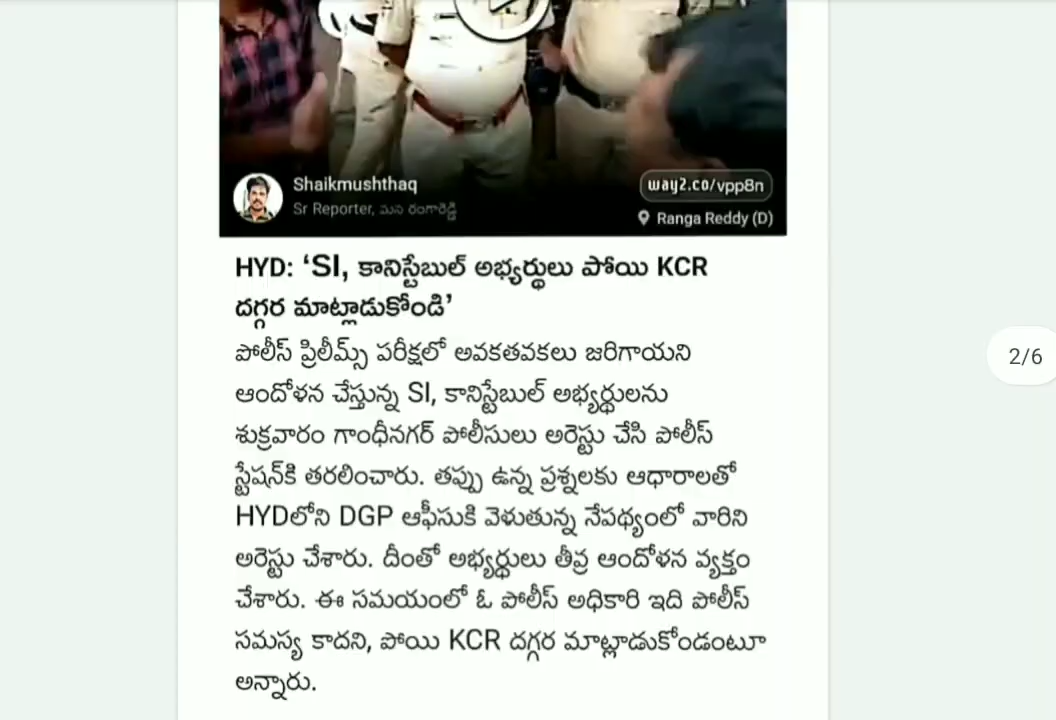 Shaikmushthaq
Sr Reporter, మన రంగారెడ్డి
way2.co/vpp8n
Ranga Reddy (D)
HYD: ‘SI, కానిస్టేబుల్ అభ్యర్థులు పోయి KCR
దగ్గర మాట్లాడుకోండి’
పోలీస్ ప్రిలీమ్స్ పరీక్షలో అవకతవకలు జరిగాయని
ఆందోళన చేస్తున్న SI, కానిస్టేబుల్ అభ్యర్థులను
శుక్రవారం గాంధీనగర్ పోలీసులు అరెస్టు చేసి పోలీస్
స్టేషన్‌కి తరలించారు. తప్పు ఉన్న ప్రశ్నలకు ఆధారాలతో
HYDలోని DGP ఆఫీసుకి వెళుతున్న నేపథ్యంలో వారిని
అరెస్టు చేశారు. దీంతో అభ్యర్థులు తీవ్ర ఆందోళన వ్యక్తం
చేశారు. ఈ సమయంలో ఓ పోలీస్ అధికారి ఇది పోలీస్
సమస్య కాదని, పోయి KCR దగ్గర మాట్లాడుకోండంటూ
అన్నారు.
2/6